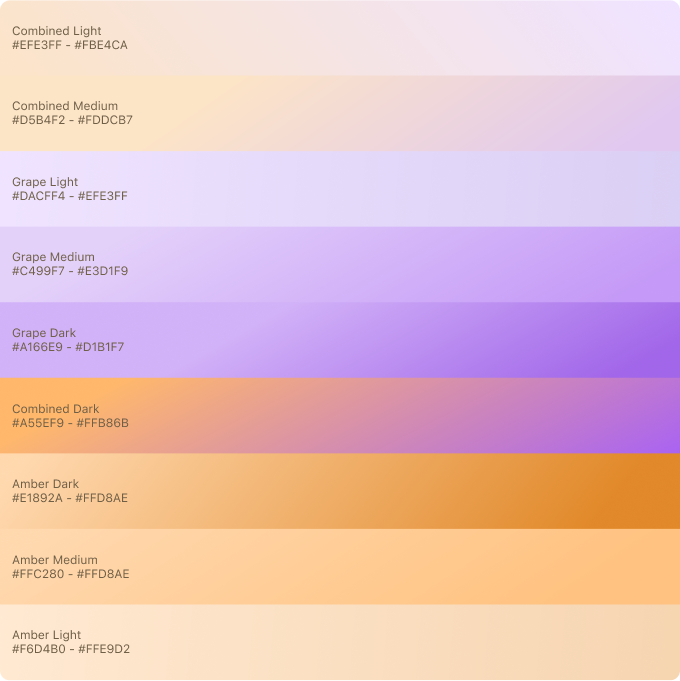 Combined Light
#EFE3FF - #FBE4CA
Combined Medium
#D5B4F2 - #FDDCB7
Grape Light
#DACFF4 - #EFE3FF
Grape Medium
#C499F7 - #E3D1F9
Grape Dark
#A166E9 - #D1B1F7
Combined Dark
#A55EF9 - #FFB86B
Amber Dark
#E1892A - #FFD8AE
Amber Medium
#FFC280 - #FFD8AE
Amber Light
#F6D4B0 - #FFE9D2